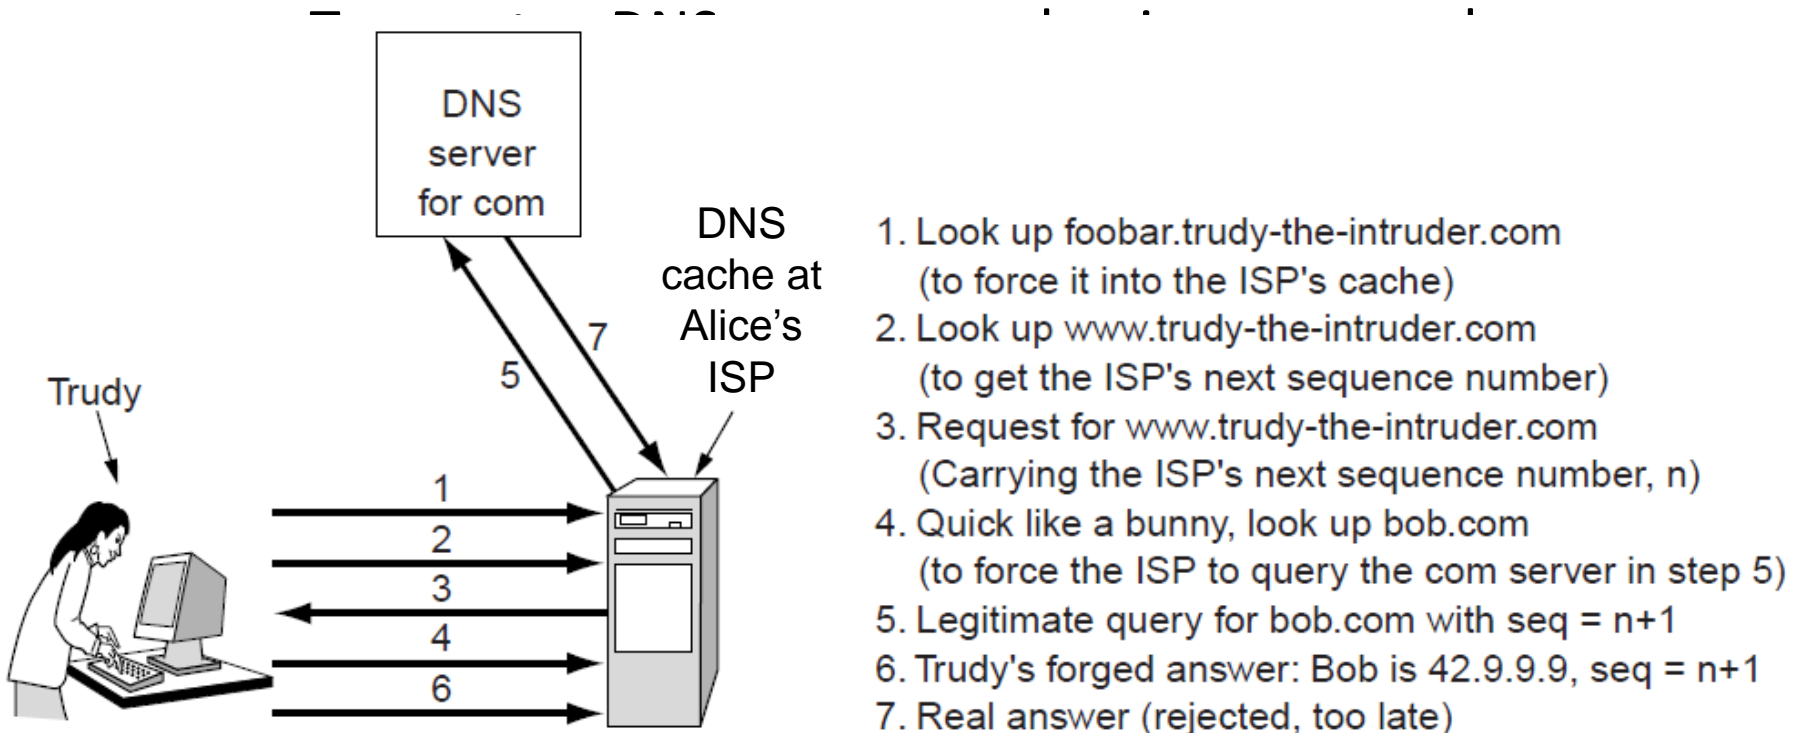 DNS
DNS
server
for com
DNS
cache at
Alice’s
ISP
7
5
Trudy
1
2
3
4
6
1. Look up foobar.trudy-the-intruder.com
(to force it into the ISP's cache)
2. Look up www.trudy-the-intruder.com
(to get the ISP's next sequence number)
3. Request for www.trudy-the-intruder.com
(Carrying the ISP's next sequence number, n)
4. Quick like a bunny, look up bob.com
(to force the ISP to query the com server in step 5)
5. Legitimate query for bob.com with seq = n+1
6. Trudy's forged answer: Bob is 42.9.9.9, seq = n+1
7. Real answer (rejected, too late)